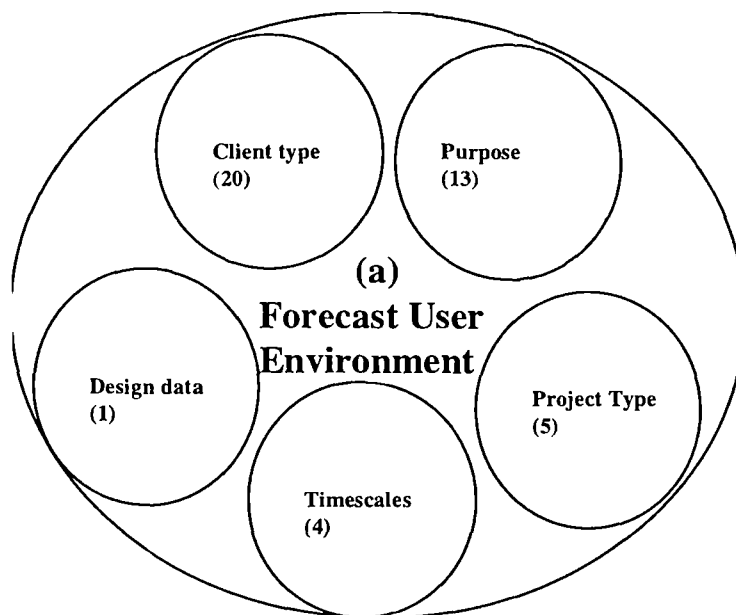 Client type
(20)
Purpose
(13)
(a)
Forecast User
Environment
Design data
(1)
Project Type
(5)
Timescales
(4)